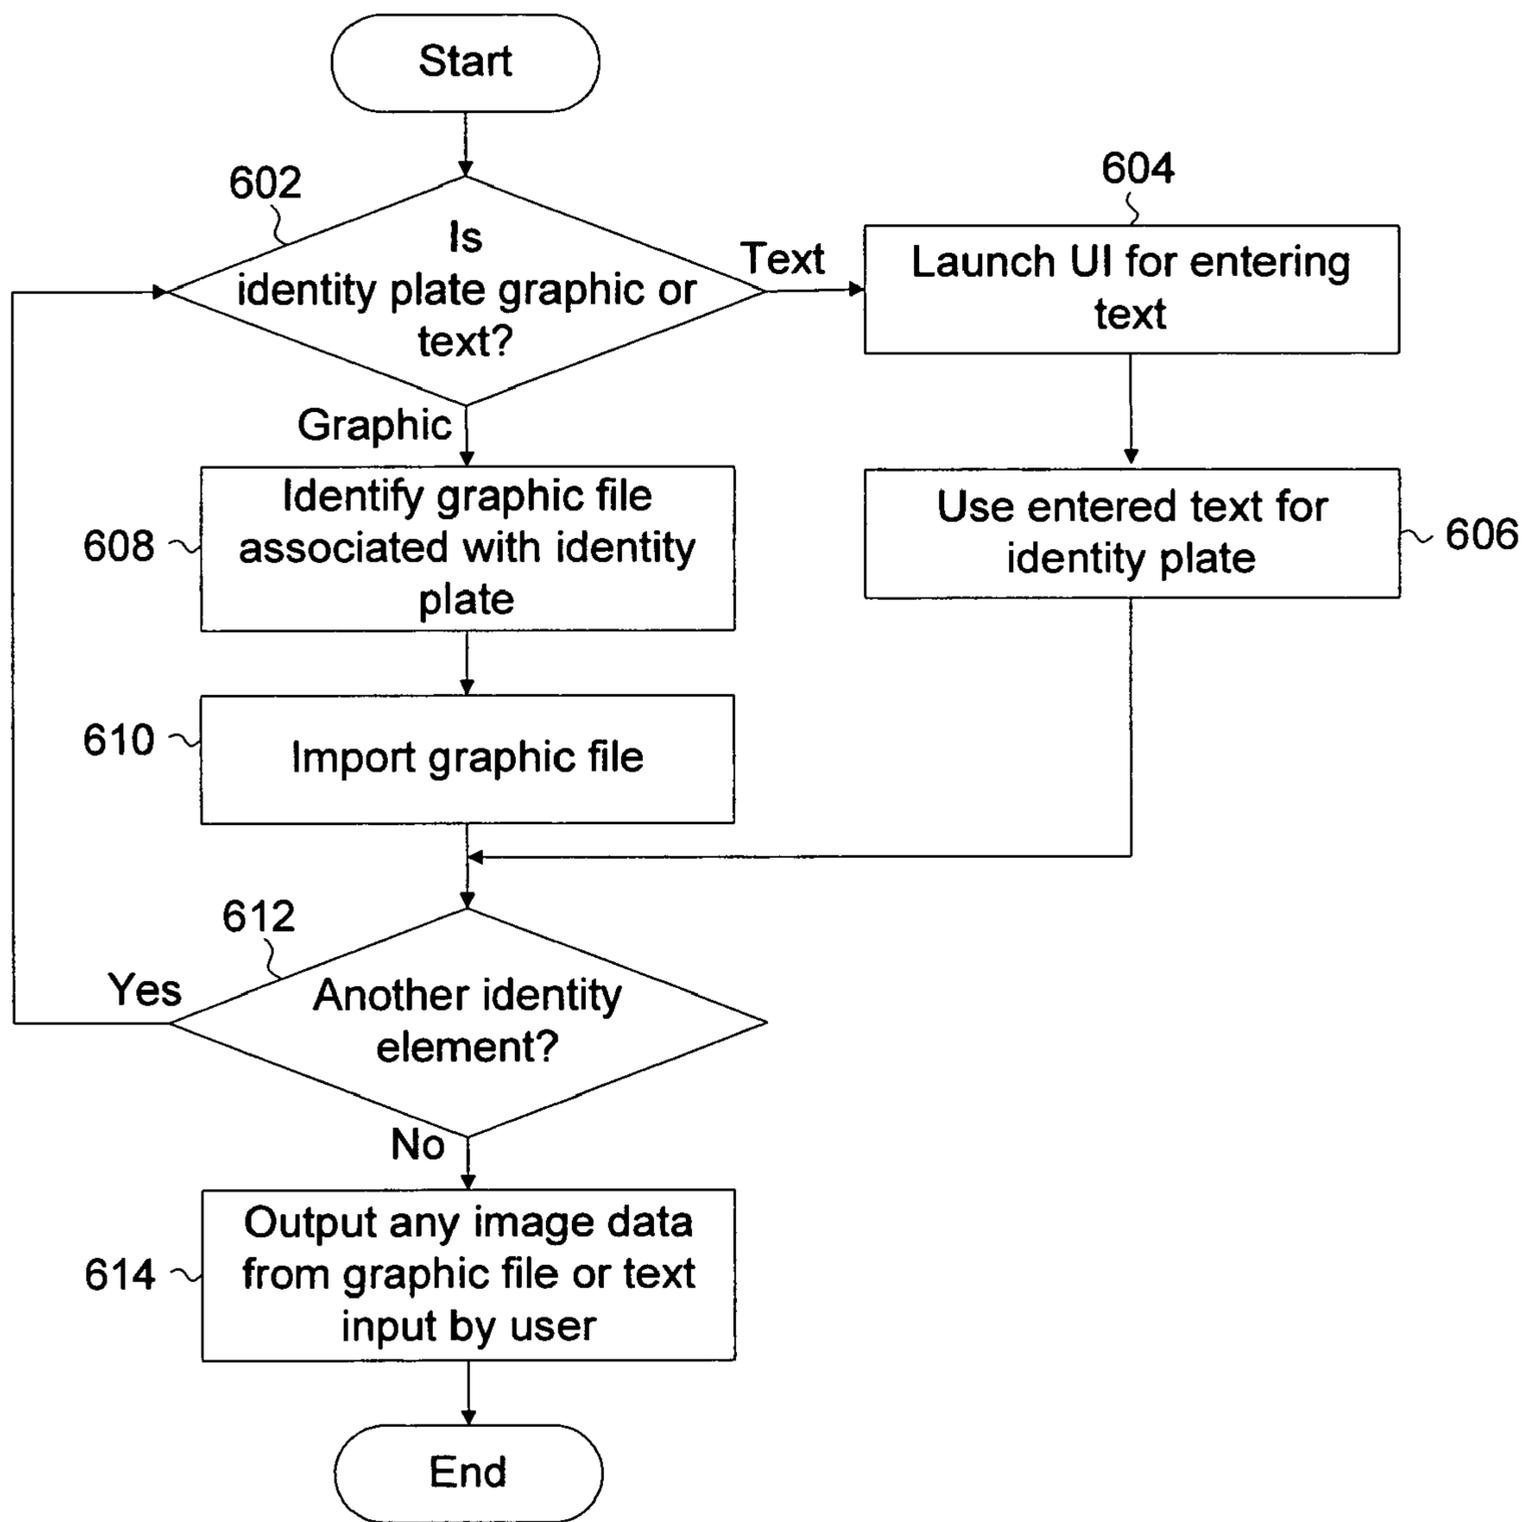 Start
602
Is
identity plate graphic or
text?
Text
604
Launch UI for entering
text
Use entered text for
identity plate
606
Graphic
608
Identify graphic file
associated with identity
plate
610
Import graphic file
612
Another identity
element?
Yes
No
614
Output any image data
from graphic file or text
input by user
End